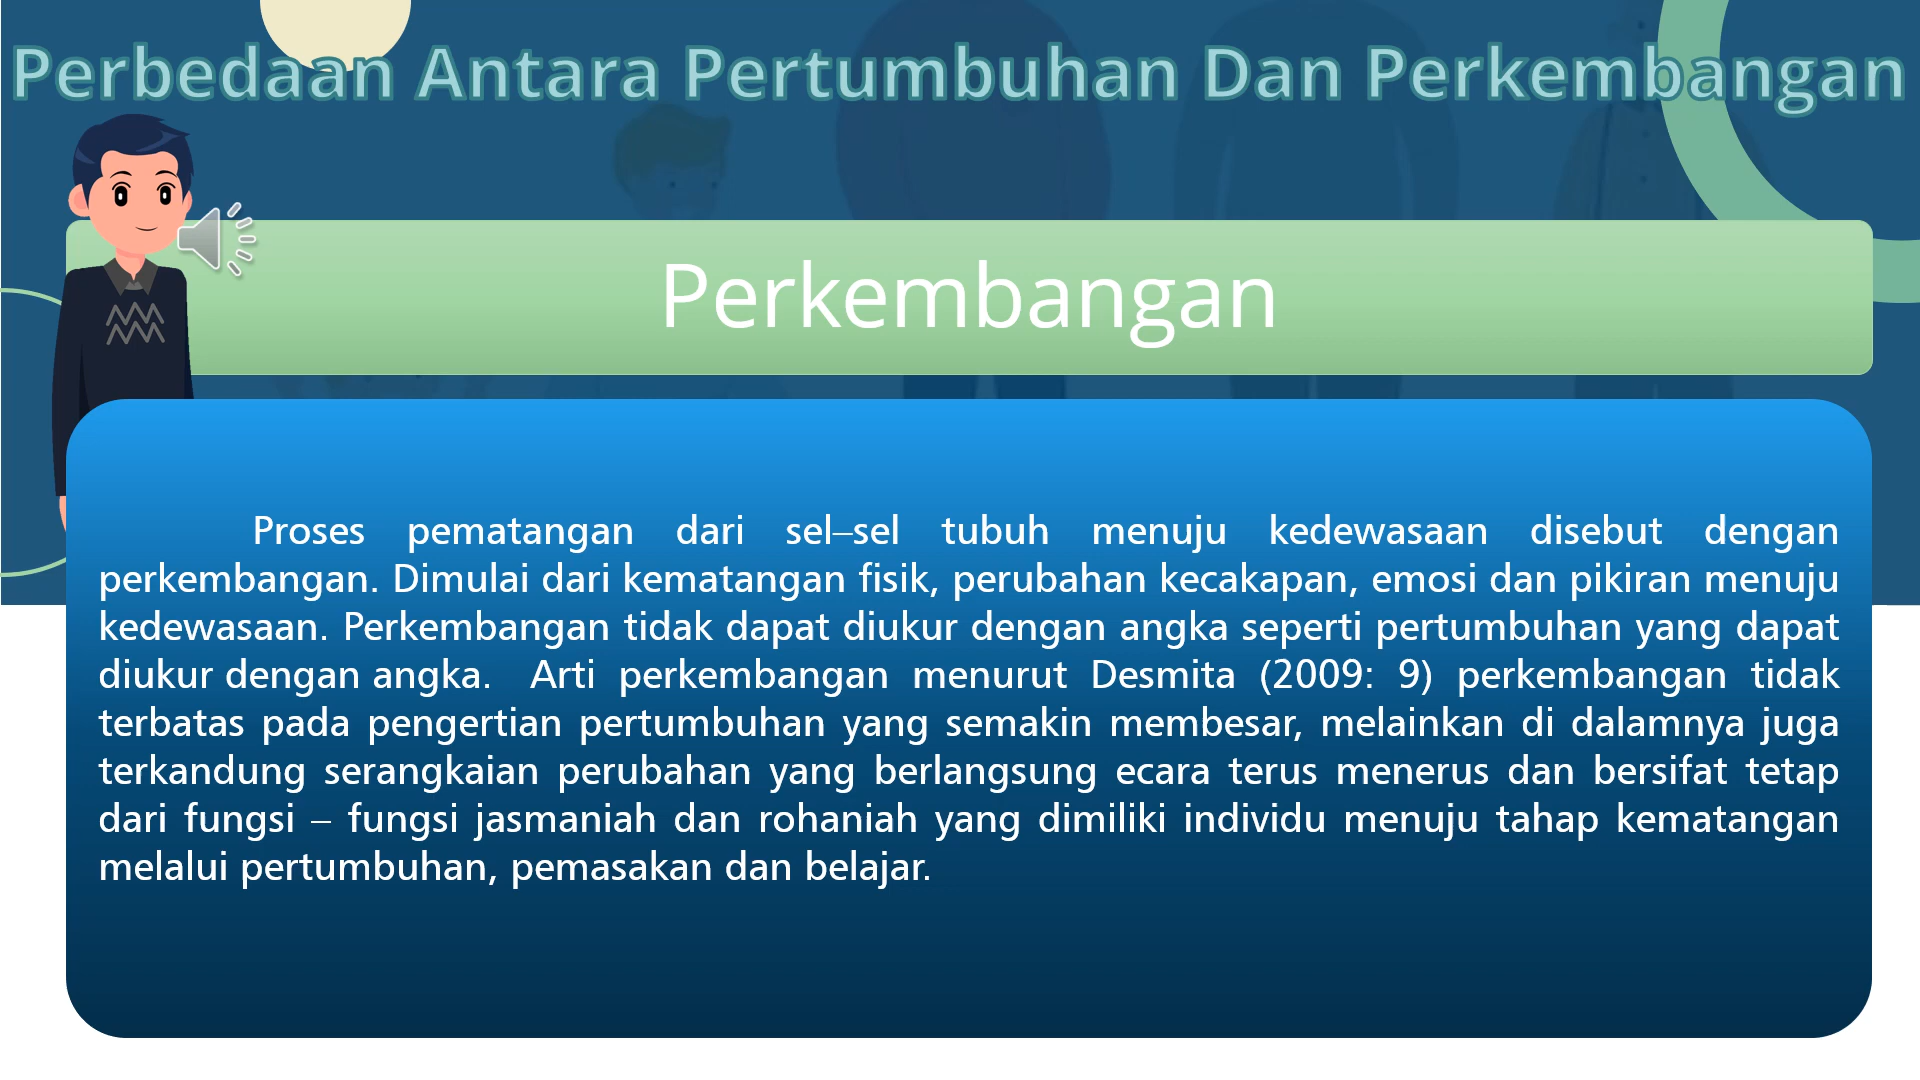 Perbedaan Antara Pertumbuhan Dan Perkembangan
Perkembangan
Proses pematangan dari sel–sel tubuh menuju kedewasaan disebut dengan
perkembangan. Dimulai dari kematangan fisik, perubahan kecakapan, emosi dan pikiran menuju
kedewasaan. Perkembangan tidak dapat diukur dengan angka seperti pertumbuhan yang dapat
diukur dengan angka. Arti perkembangan menurut Desmita (2009: 9) perkembangan tidak
terbatas pada pengertian pertumbuhan yang semakin membesar, melainkan di dalamnya juga
terkandung serangkaian perubahan yang berlangsung ecara terus menerus dan bersifat tetap
dari fungsi – fungsi jasmaniah dan rohaniah yang dimiliki individu menuju tahap kematangan
melalui pertumbuhan, pemasakan dan belajar.